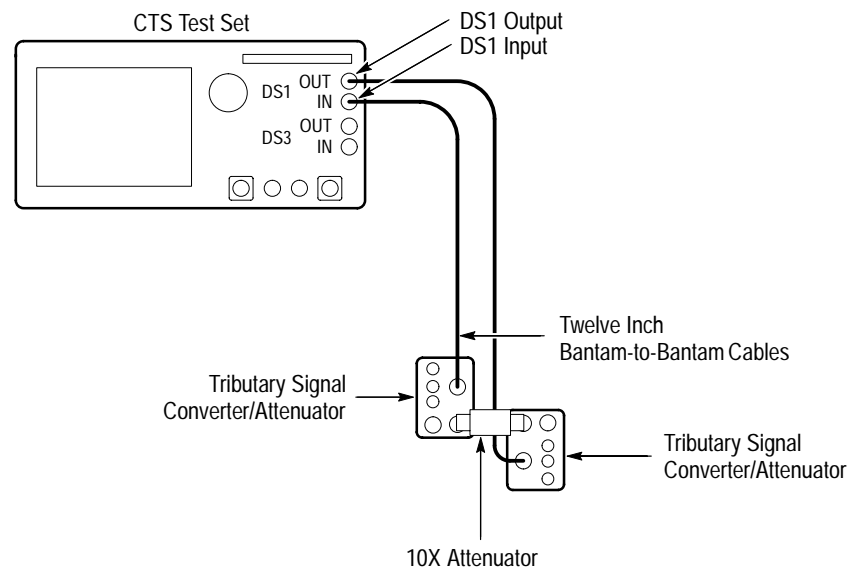 CTS Test Set
DS1 Output
DS1 Input
DS1 OUT
IN
DS3 OUT
IN
Twelve Inch
Bantam-to-Bantam Cables
Tributary Signal
Converter/Attenuator
Tributary Signal
Converter/Attenuator
10X Attenuator